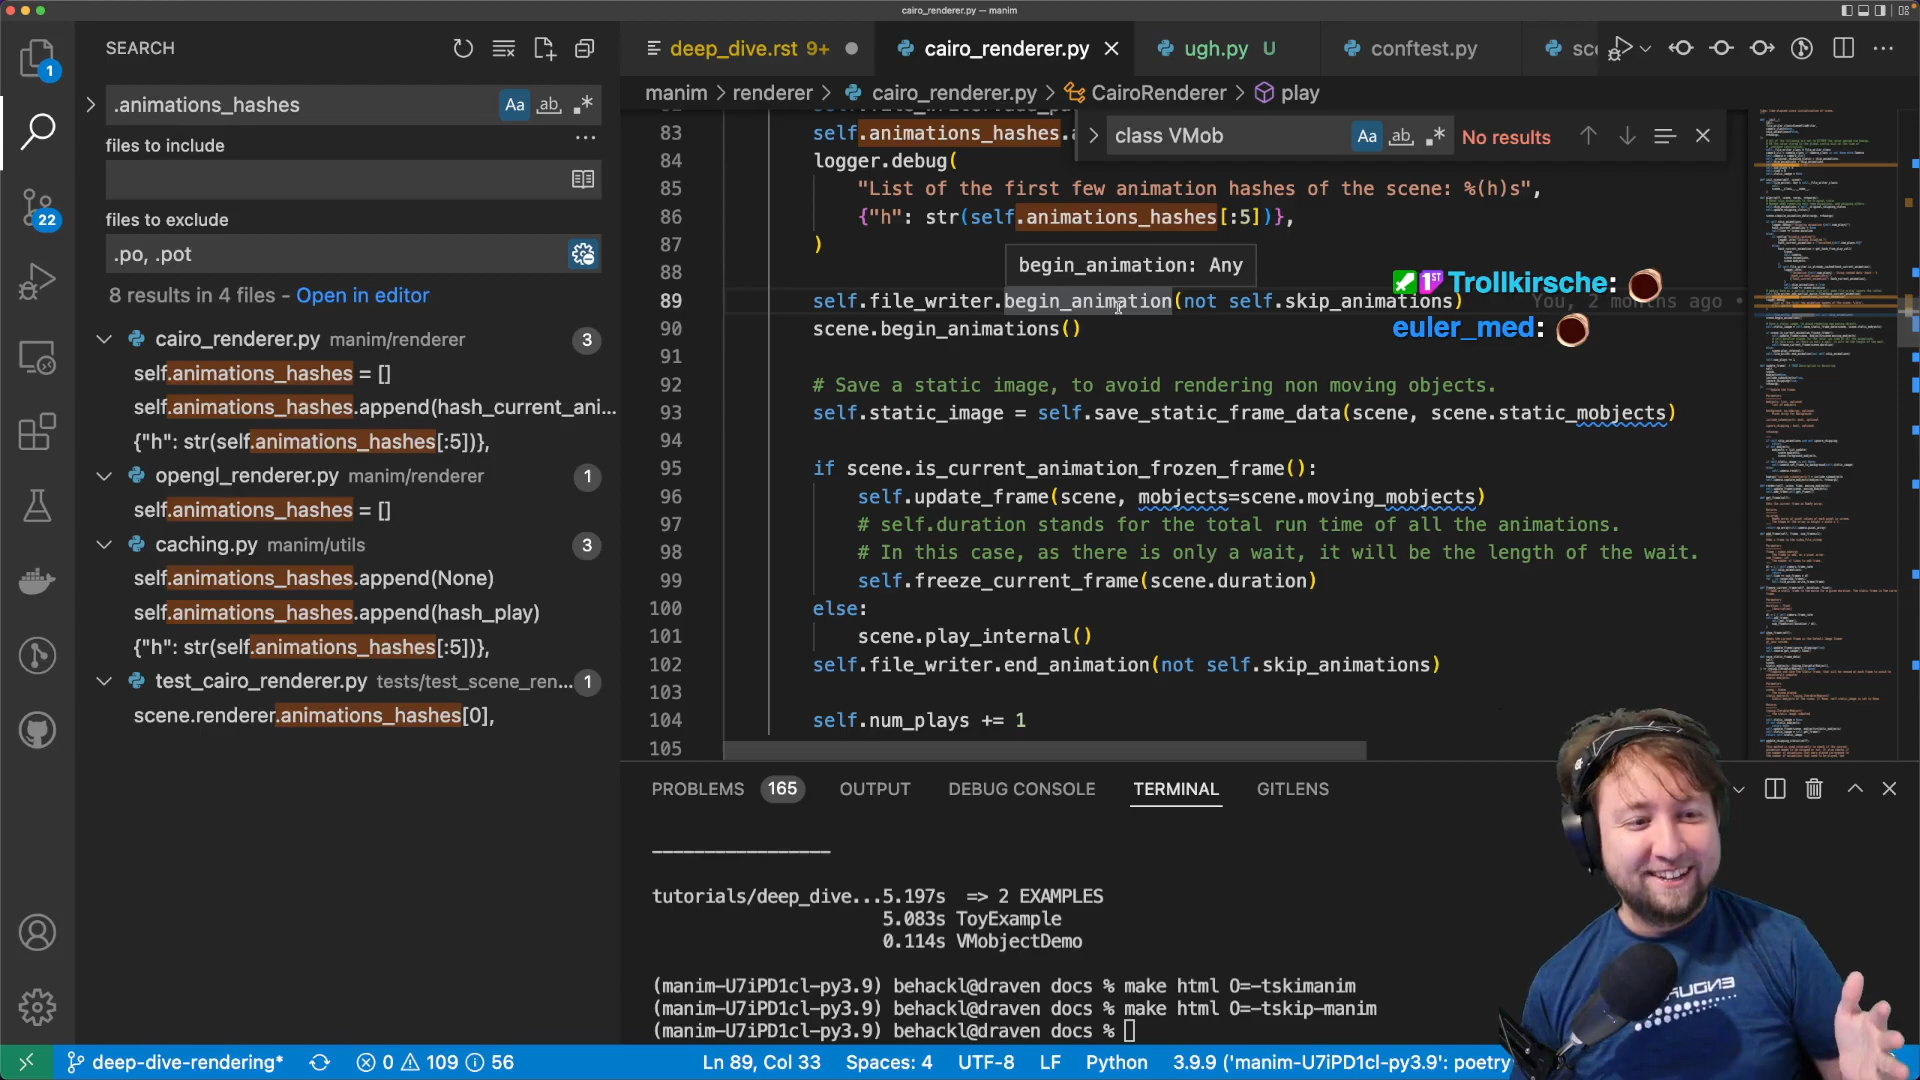 cairo_renderer.py — manim
SEARCH
deep_dive.rst 9+
cairo_renderer.py
ugh.py U
conftest.py
sc
.animations_hashes
Aa
ab
files to include
files to exclude
.po, .pot
8 results in 4 files - Open in editor
cairo_renderer.py manim/renderer 3
self.animations_hashes = []
self.animations_hashes.append(hash_current_ani...
{"h": str(self.animations_hashes[:5])},
opengl_renderer.py manim/renderer 1
self.animations_hashes = []
caching.py manim/utils 3
self.animations_hashes.append(None)
self.animations_hashes.append(hash_play)
{"h": str(self.animations_hashes[:5])},
test_cairo_renderer.py tests/test_scene_ren... 1
scene.renderer.animations_hashes[0],
1
22
manim > renderer > cairo_renderer.py > CairoRenderer > play
class VMob
Aa
ab
No results
83 self.animations_hashes.
84 logger.debug(
85 "List of the first few animation hashes of the scene: %(h)s",
86 {"h": str(self.animations_hashes[:5])},
87 )
begin_animation: Any
88
89 self.file_writer.begin_animation(not self.skip_animations) You, 2 months ago •
90 scene.begin_animations()
91
92 # Save a static image, to avoid rendering non moving objects.
93 self.static_image = self.save_static_frame_data(scene, scene.static_mobjects)
94
95 if scene.is_current_animation_frozen_frame():
96 self.update_frame(scene, mobjects=scene.moving_mobjects)
97 # self.duration stands for the total run time of all the animations.
98 # In this case, as there is only a wait, it will be the length of the wait.
99 self.freeze_current_frame(scene.duration)
100 else:
101 scene.play_internal()
102 self.file_writer.end_animation(not self.skip_animations)
103
104 self.num_plays += 1
105
1ST Trollkirsche:
euler_med:
PROBLEMS 165 OUTPUT DEBUG CONSOLE TERMINAL GITLENS
tutorials/deep_dive...5.197s => 2 EXAMPLES
5.083s ToyExample
0.114s VMobjectDemo
(manim-U7iPD1cl-py3.9) behackl@draven docs % make html O=-tskimanim
(manim-U7iPD1cl-py3.9) behackl@draven docs % make html O=-tskip-manim
(manim-U7iPD1cl-py3.9) behackl@draven docs %
deep-dive-rendering* 0 109 56
Ln 89, Col 33 Spaces: 4 UTF-8 LF Python 3.9.9 ('manim-U7iPD1cl-py3.9': poetry